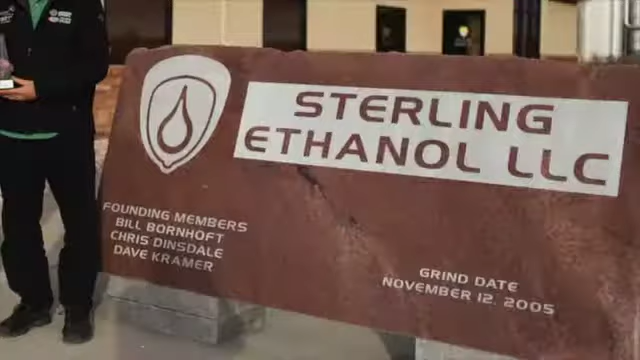 STERLING
ETHANOL LLC
FOUNDING MEMBERS
BILL BORNHOFT
CHRIS DINSDALE
DAVE KRAMER
GRIND DATE
NOVEMBER 12, 2005